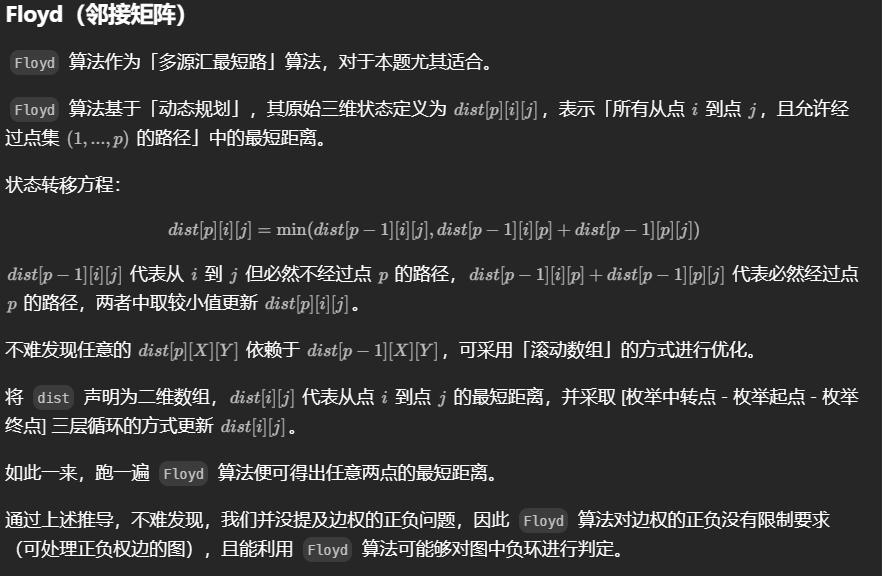 Floyd（邻接矩阵）
Floyd 算法作为「多源汇最短路」算法，对于本题尤其适合。
Floyd 算法基于「动态规划」，其原始三维状态定义为 dist[p][i][j]，表示「所有从点 i 到点 j，且允许经
过点集 (1,...,p) 的路径」中的最短距离。
状态转移方程：
dist[p][i][j] = min(dist[p − 1][i][j], dist[p − 1][i][p] + dist[p − 1][p][j])
dist[p − 1][i][j] 代表从 i 到 j 但必然不经过点 p 的路径，dist[p − 1][i][p] + dist[p − 1][p][j] 代表必然经过点
p 的路径，两者中取较小值更新 dist[p][i][j]。
不难发现任意的 dist[p][X][Y] 依赖于 dist[p − 1][X][Y]，可采用「滚动数组」的方式进行优化。
将 dist 声明为二维数组，dist[i][j] 代表从点 i 到点 j 的最短距离，并采取 [枚举中转点 - 枚举起点 - 枚举
终点] 三层循环的方式更新 dist[i][j]。
如此一来，跑一遍 Floyd 算法便可得出任意两点的最短距离。
通过上述推导，不难发现，我们并没提及边权的正负问题，因此 Floyd 算法对边权的正负没有限制要求
（可处理正负权边的图），且能利用 Floyd 算法可能够对图中负环进行判定。